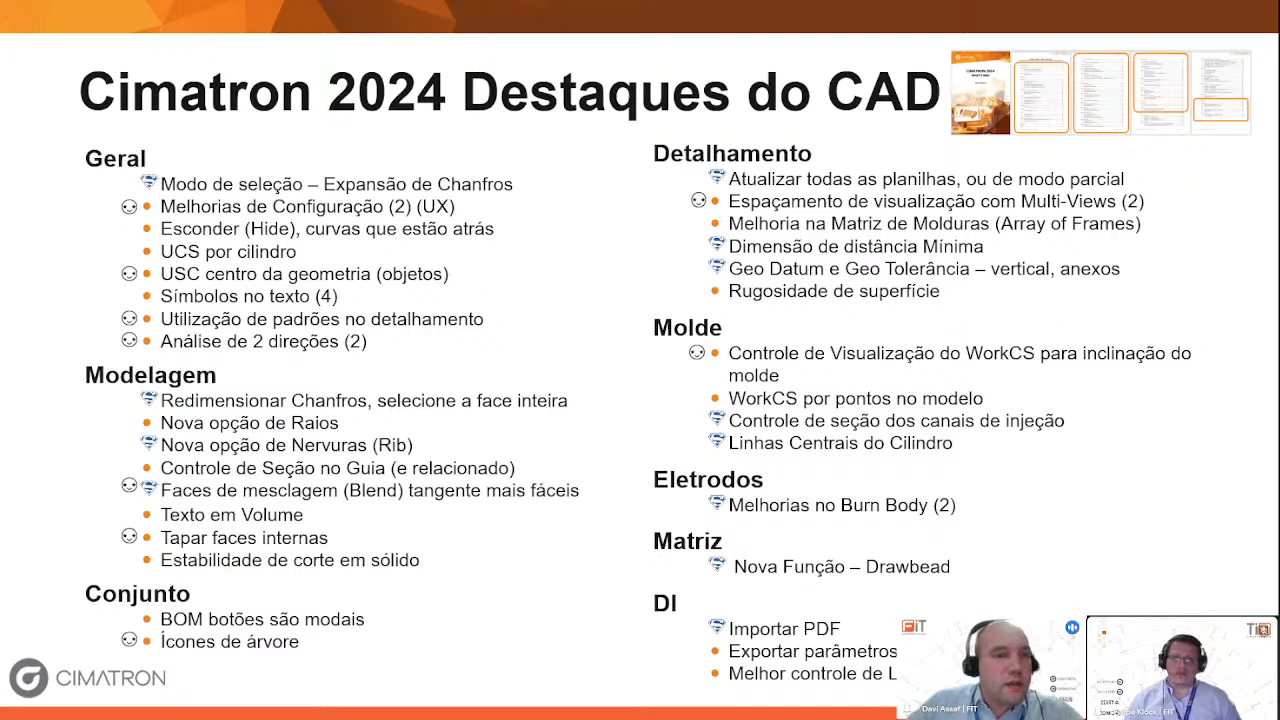 Cimatron 2024 Destaques do CAD
CIMATRON 2024
Geral
Modo de seleção – Expansão de Chanfros
Melhorias de Configuração (2) (UX)
Esconder (Hide), curvas que estão atrás
UCS por cilindro
USC centro da geometria (objetos)
Símbolos no texto (4)
Utilização de padrões no detalhamento
Análise de 2 direções (2)
Modelagem
Redimensionar Chanfros, selecione a face inteira
Nova opção de Raios
Nova opção de Nervuras (Rib)
Controle de Seção no Guia (e relacionado)
Faces de mesclagem (Blend) tangente mais fáceis
Texto em Volume
Tapar faces internas
Estabilidade de corte em sólido
Conjunto
BOM botões são modais
Ícones de árvore
CIMATRON
Detalhamento
Atualizar todas as planilhas, ou de modo parcial
Espaçamento de visualização com Multi-Views (2)
Melhoria na Matriz de Molduras (Array of Frames)
Dimensão de distância Mínima
Geo Datum e Geo Tolerância – vertical, anexos
Rugosidade de superfície
Molde
Controle de Visualização do WorkCS para inclinação do
molde
WorkCS por pontos no modelo
Controle de seção dos canais de injeção
Linhas Centrais do Cilindro
Eletrodos
Melhorias no Burn Body (2)
Matriz
Nova Função – Drawbead
DI
Importar PDF
Exportar parâmetros
Melhor controle de L
FiT
Davi Assaf | FIT
Klock | FIT